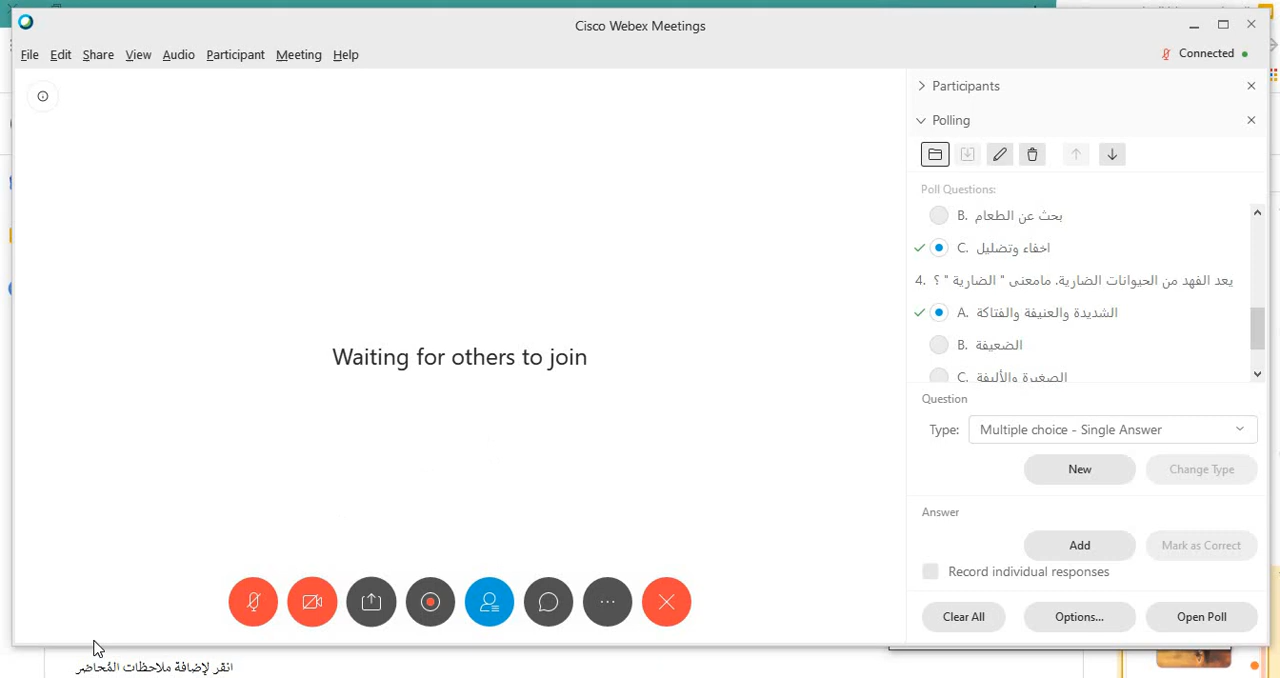 Cisco Webex Meetings
File Edit Share View Audio Participant Meeting Help
Connected
Participants
Polling
Poll Questions:
B. بحث عن الطعام
C. اخفاء وتضليل
4. يعد الفهد من الحيوانات الضارية. مامعنى " الضارية " ؟
A. الشديدة والعنيفة والفتاكة
B. الضعيفة
C. الصغيرة والأليفة
Waiting for others to join
Question
Type: Multiple choice - Single Answer
New Change Type
Answer
Add Mark as Correct
Record individual responses
Clear All Options... Open Poll
انقر لإضافة ملاحظات المُحاضر